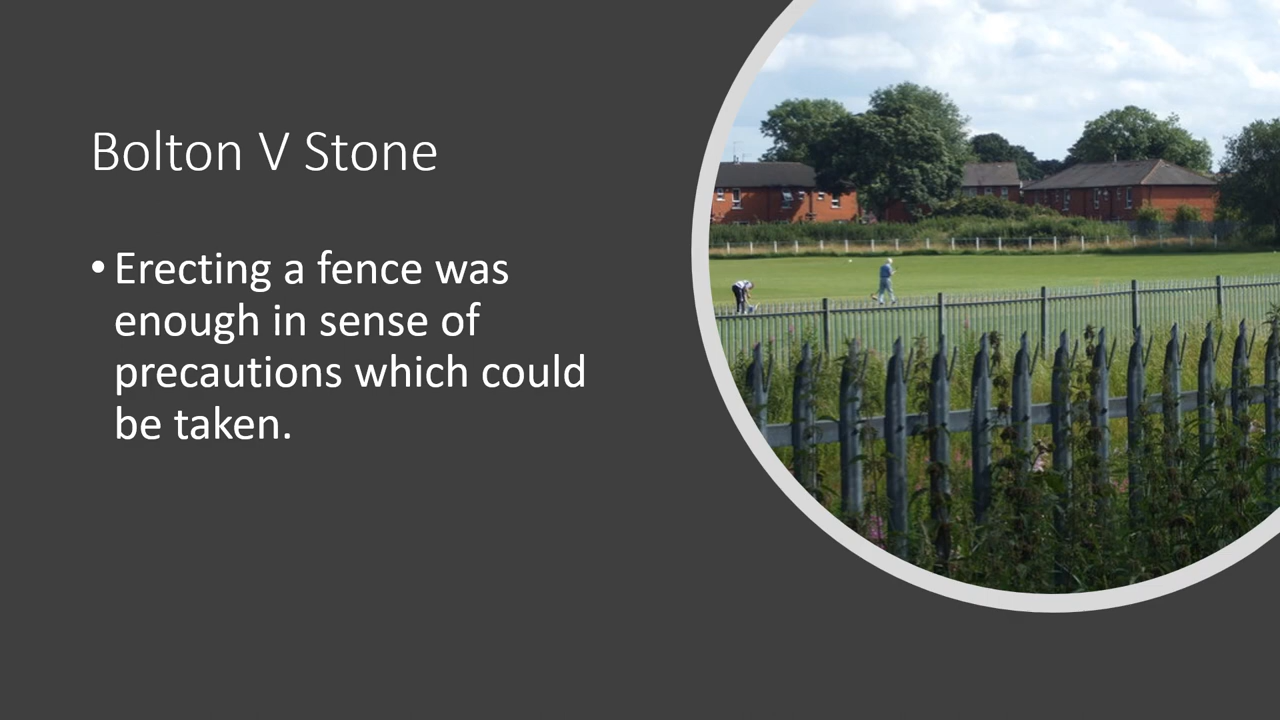 Bolton V Stone
• Erecting a fence was
enough in sense of
precautions which could
be taken.